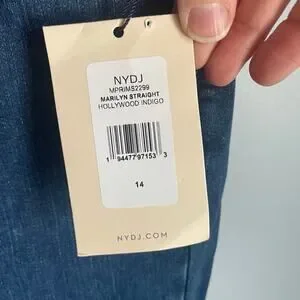 NYDJ
MPRIMS2299
MARILYN STRAIGHT
HOLLYWOOD INDIGO
1 94477 97153 3
14
NYDJ.COM